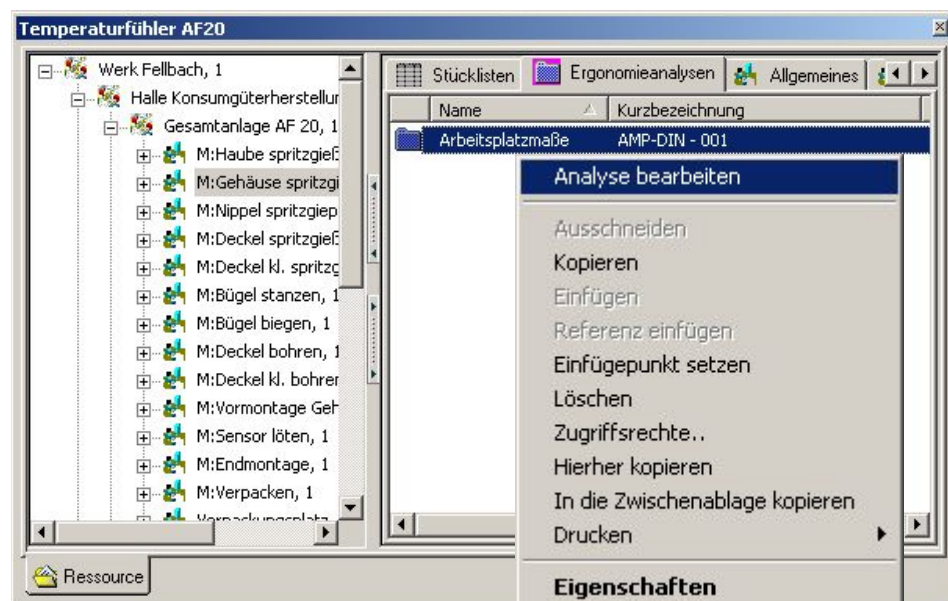 Temperaturfühler AF20
Werk Fellbach, 1
Halle Konsumgüterherstellur
Gesamtanlage AF 20, 1
M:Haube spritzgieß
M:Gehäuse spritzgi
M:Nippel spritzgiep
M:Deckel spritzgieß
M:Deckel kl. spritzg
M:Bügel stanzen, 1
M:Bügel biegen, 1
M:Deckel bohren, 1
M:Deckel kl. bohrer
M:Vormontage Geh
M:Sensor löten, 1
M:Endmontage, 1
M:Verpacken, 1
Verpackungsplatz
Ressource
Stücklisten Ergonomieanalysen Allgemeines
Name Kurzbezeichnung
Arbeitsplatzmaße AMP-DIN - 001
Analyse bearbeiten
Ausschneiden
Kopieren
Einfügen
Referenz einfügen
Einfügepunkt setzen
Löschen
Zugriffsrechte..
Hierher kopieren
In die Zwischenablage kopieren
Drucken
Eigenschaften